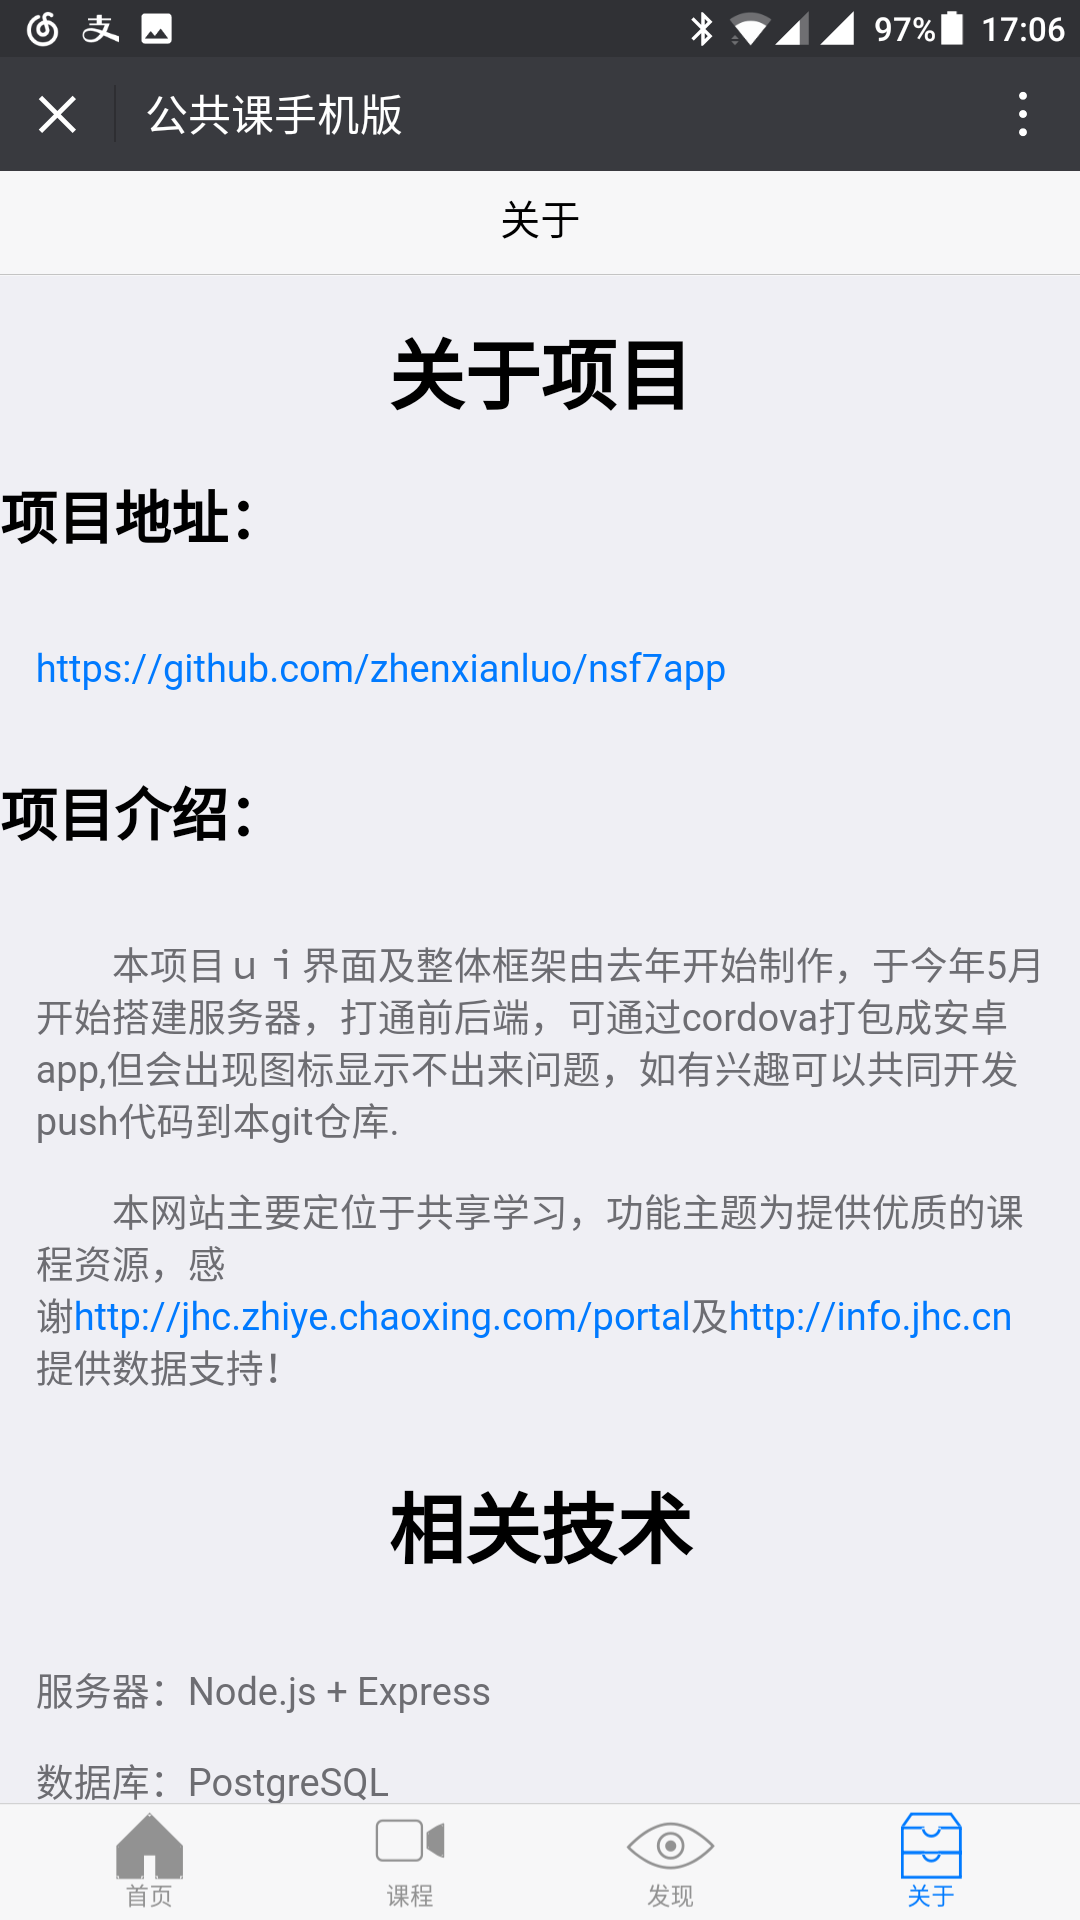 97% 17:06
公共课手机版
关于
关于项目
项目地址：
https://github.com/zhenxianluo/nsf7app
项目介绍：
本项目ｕｉ界面及整体框架由去年开始制作，于今年5月
开始搭建服务器，打通前后端，可通过cordova打包成安卓
app,但会出现图标显示不出来问题，如有兴趣可以共同开发
push代码到本git仓库.
本网站主要定位于共享学习，功能主题为提供优质的课
程资源，感
谢http://jhc.zhiye.chaoxing.com/portal及http://info.jhc.cn
提供数据支持！
相关技术
服务器：Node.js + Express
数据库：PostgreSQL
首页 课程 发现 关于